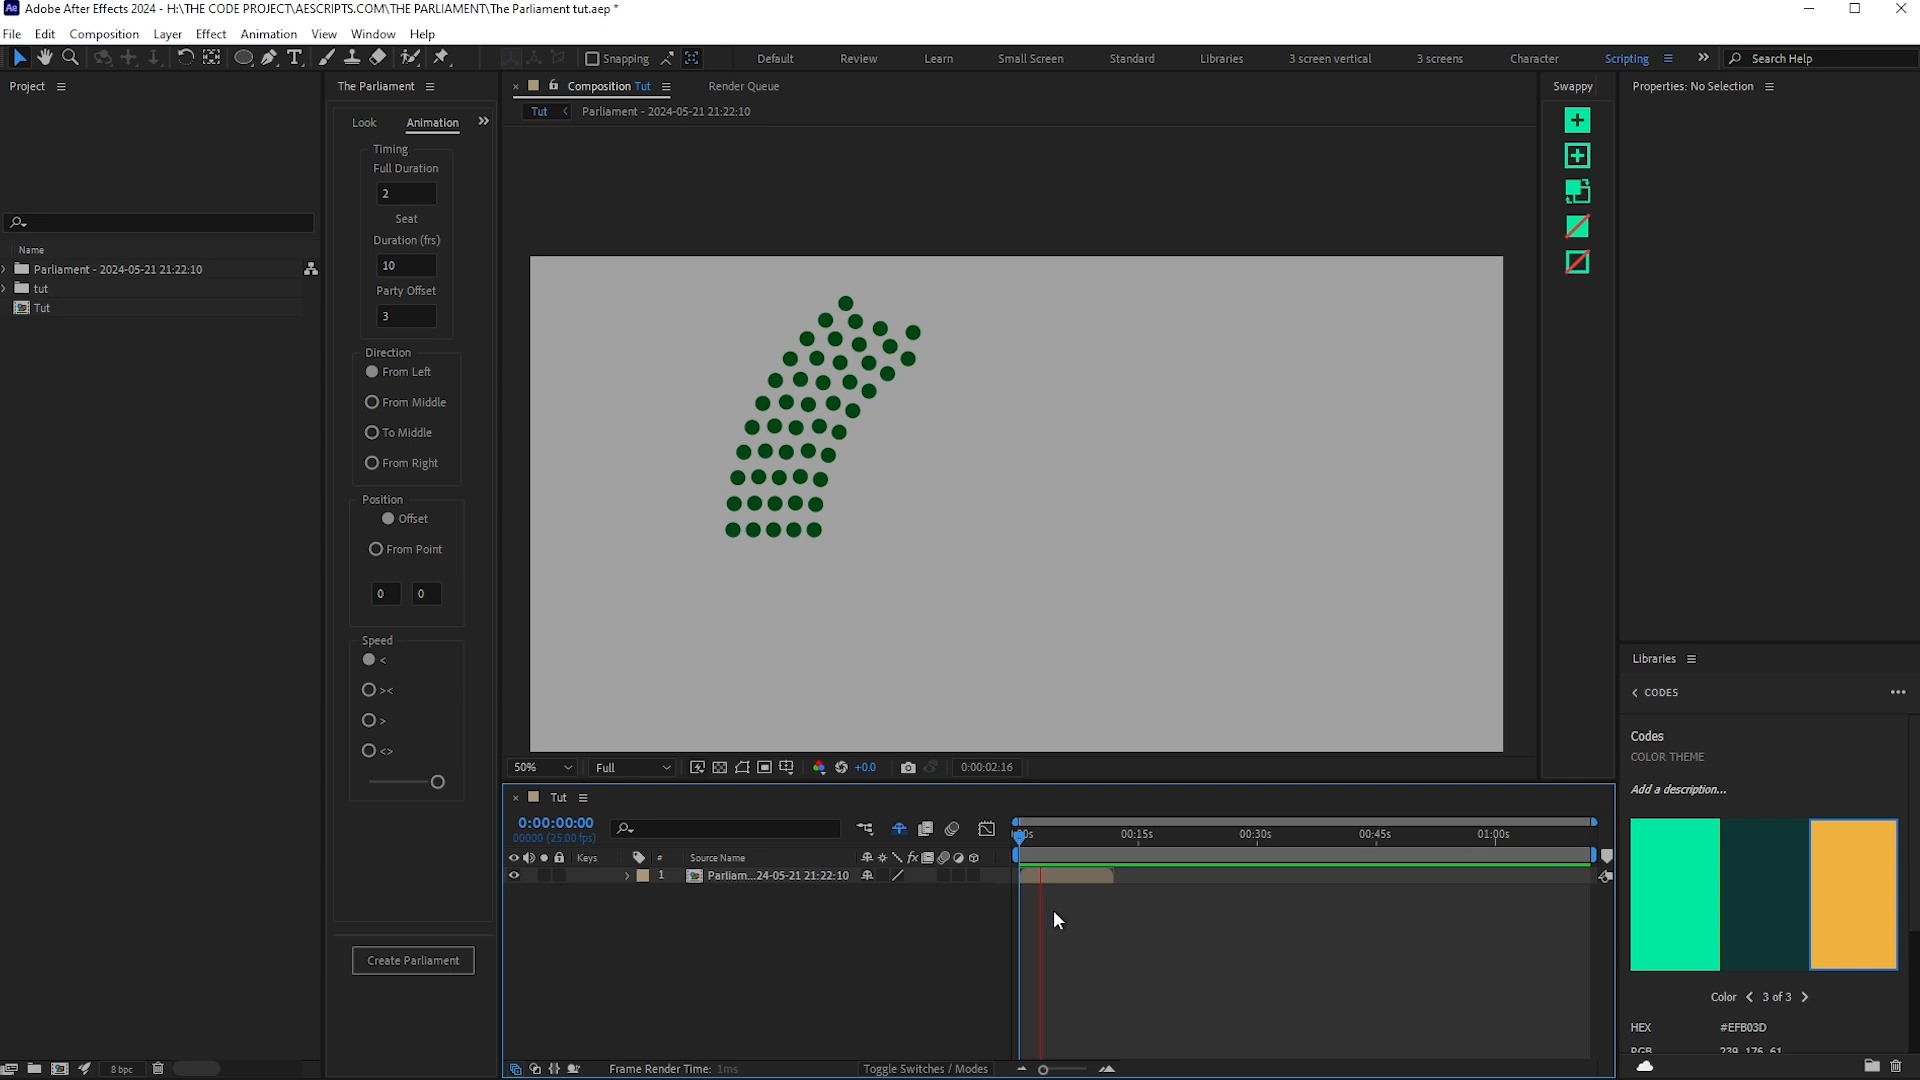 Ae Adobe After Effects 2024 - H:\THE CODE PROJECT\AESCRIPTS.COM\THE PARLIAMENT\The Parliament tut.aep *
File Edit Composition Layer Effect Animation View Window Help
Snapping Default Review Learn Small Screen Standard Libraries 3 screen vertical 3 screens Character Scripting Search Help
Project
Name
Parliament - 2024-05-21 21:22:10
tut
Tut
8 bpc
The Parliament
Look Animation
Timing
Full Duration
2
Seat
Duration (frs)
10
Party Offset
3
Direction
From Left
From Middle
To Middle
From Right
Position
Offset
From Point
0 0
Speed
<
><
>
<>
Create Parliament
Composition Tut Render Queue
Tut < Parliament - 2024-05-21 21:22:10
50% Full +0.0 0:00:02:16
Tut
0:00:00:00
00000 (25.00 fps)
00:15s 00:30s 00:45s 01:00s
Keys # Source Name
1 Parliam...24-05-21 21:22:10
Frame Render Time: 1ms Toggle Switches / Modes
Swappy
Properties: No Selection
Libraries
< CODES
Codes
COLOR THEME
Add a description...
Color < 3 of 3 >
HEX #EFB03D
RGB 239 176 61